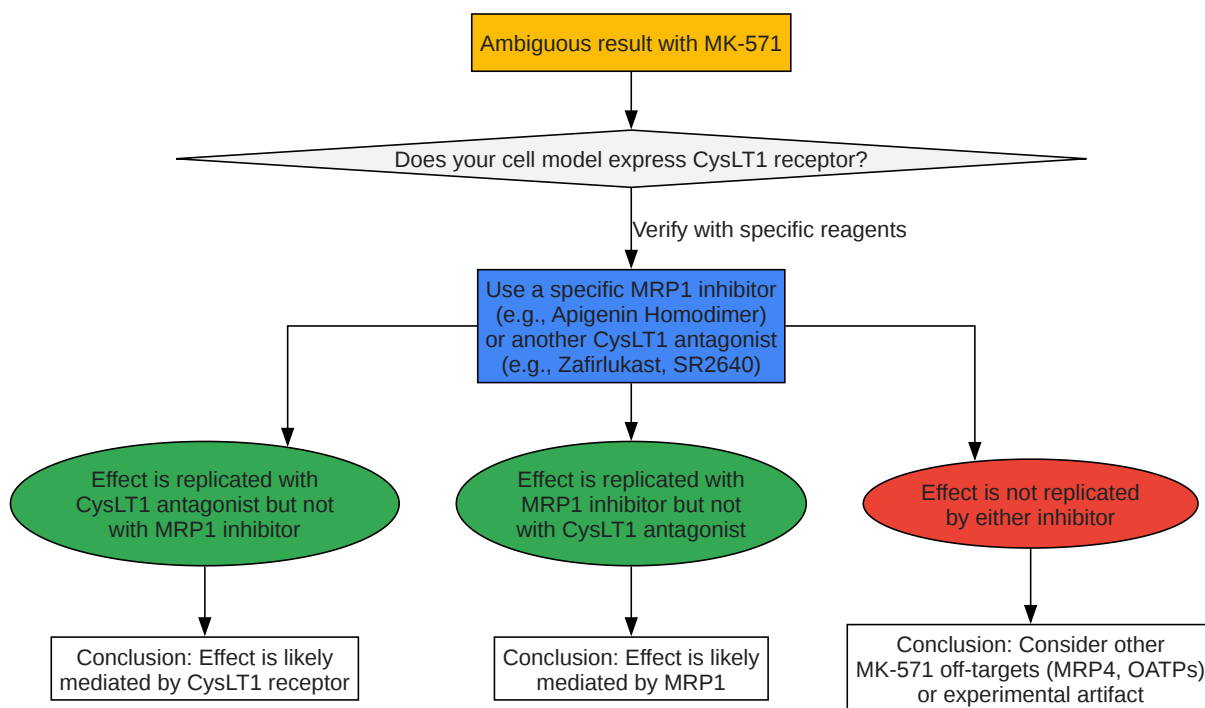 Ambiguous result with MK-571
Does your cell model express CysLT1 receptor?
Verify with specific reagents
Use a specific MRP1 inhibitor
(e.g., Apigenin Homodimer)
or another CysLT1 antagonist
(e.g., Zafirlukast, SR2640)
Effect is replicated with
CysLT1 antagonist but not
with MRP1 inhibitor
Effect is replicated with
MRP1 inhibitor but not
with CysLT1 antagonist
Effect is not replicated
by either inhibitor
Conclusion: Effect is likely
mediated by CysLT1 receptor
Conclusion: Effect is likely
mediated by MRP1
Conclusion: Consider other
MK-571 off-targets (MRP4, OATPs)
or experimental artifact